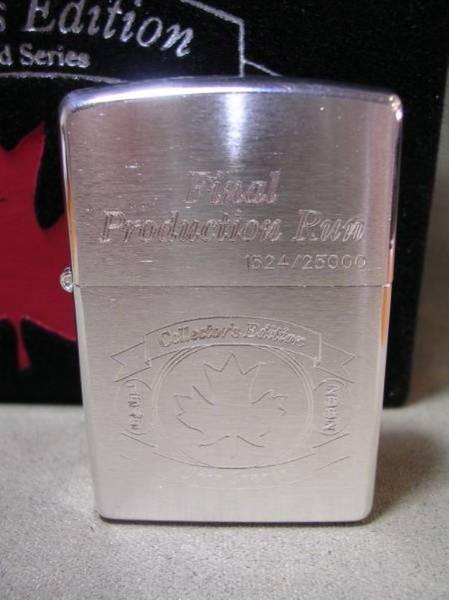 s Edition
d Series
Final
Production Run
1524/25000
Collector's Edition